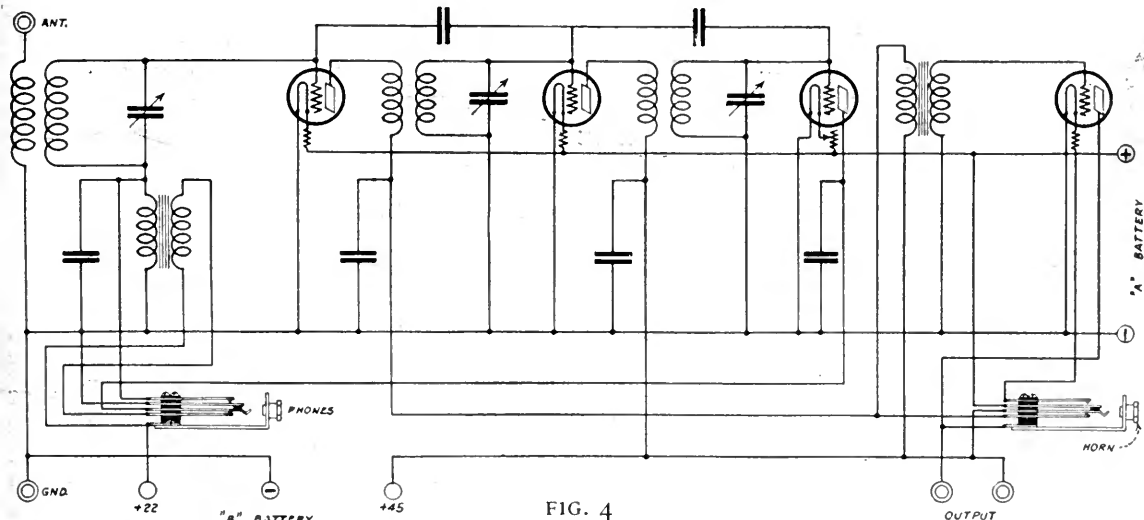 ANT.
+
"A" BATTERY
−
PHONES
HORN
GND.
+22
−
+45
"B" BATTERY
FIG. 4
OUTPUT